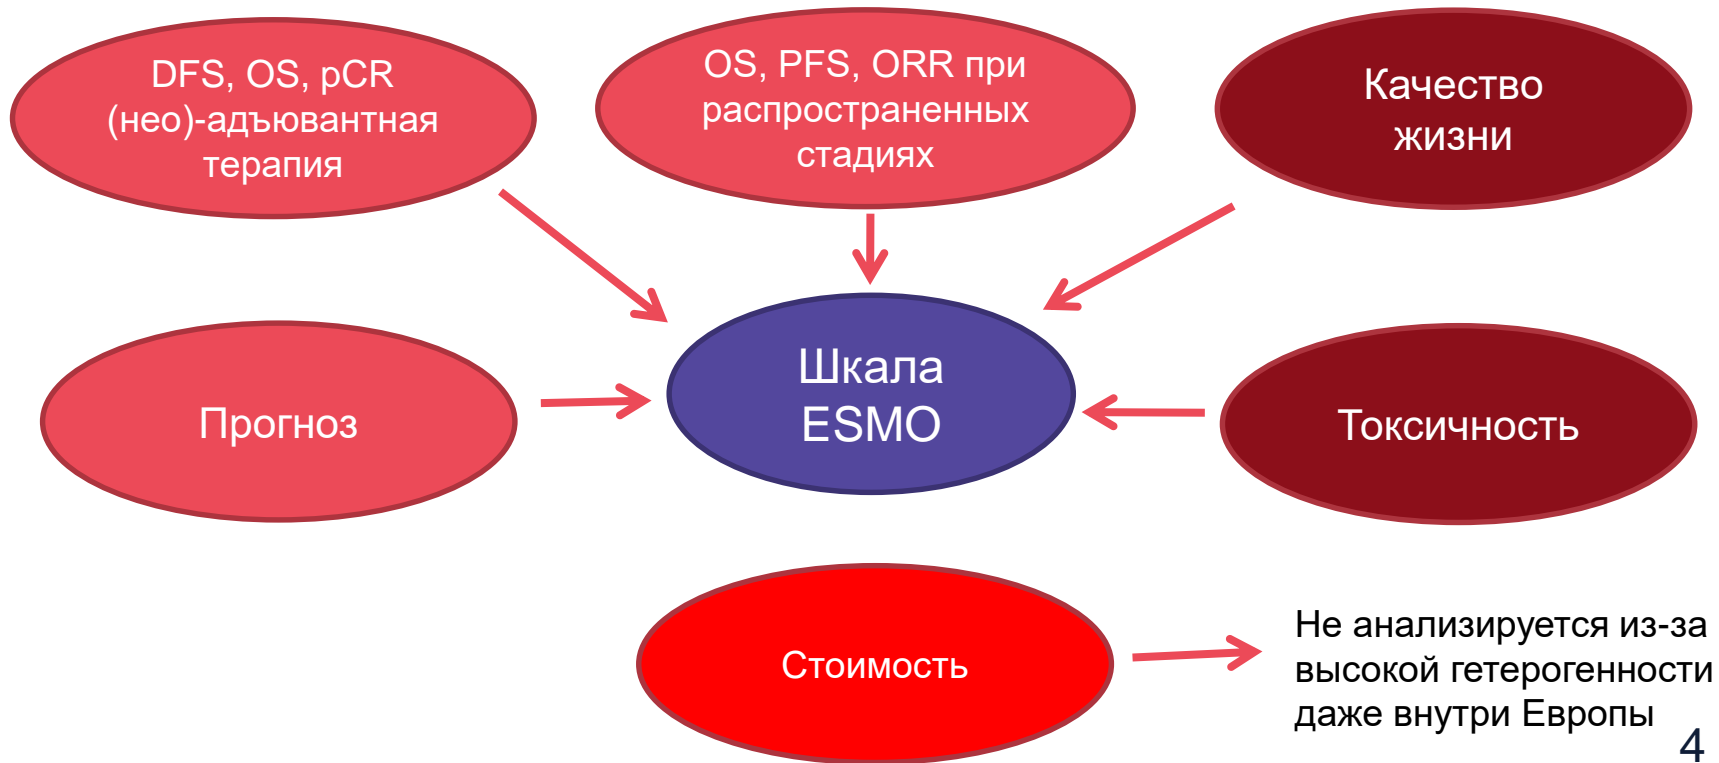 DFS, OS, pCR
(нео)-адъювантная
терапия
OS, PFS, ORR при
распространенных
стадиях
Качество
жизни
Прогноз
Шкала
ESMO
Токсичность
Стоимость
Не анализируется из-за
высокой гетерогенности
даже внутри Европы
4